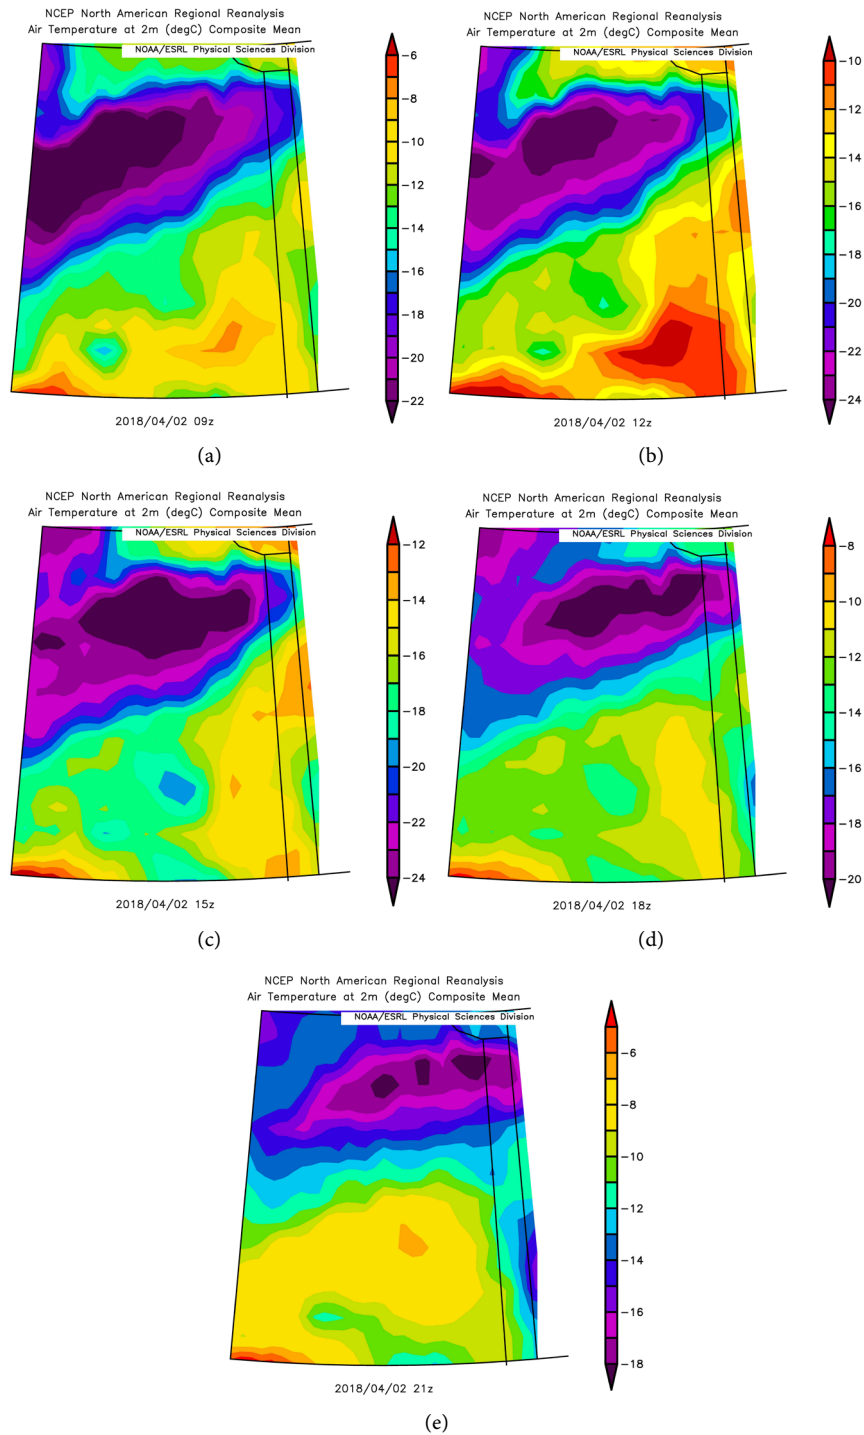 NCEP North American Regional Reanalysis
Air Temperature at 2m (degC) Composite Mean
NOAA/ESRL Physical Sciences Division
-6
-8
-10
-12
-14
-16
-18
-20
-22
2018/04/02 09z
(a)
NCEP North American Regional Reanalysis
Air Temperature at 2m (degC) Composite Mean
NOAA/ESRL Physical Sciences Division
-10
-12
-14
-16
-18
-20
-22
-24
2018/04/02 12z
(b)
NCEP North American Regional Reanalysis
Air Temperature at 2m (degC) Composite Mean
NOAA/ESRL Physical Sciences Division
-12
-14
-16
-18
-20
-22
-24
2018/04/02 15z
(c)
NCEP North American Regional Reanalysis
Air Temperature at 2m (degC) Composite Mean
NOAA/ESRL Physical Sciences Division
-8
-10
-12
-14
-16
-18
-20
2018/04/02 18z
(d)
NCEP North American Regional Reanalysis
Air Temperature at 2m (degC) Composite Mean
NOAA/ESRL Physical Sciences Division
-6
-8
-10
-12
-14
-16
-18
2018/04/02 21z
(e)